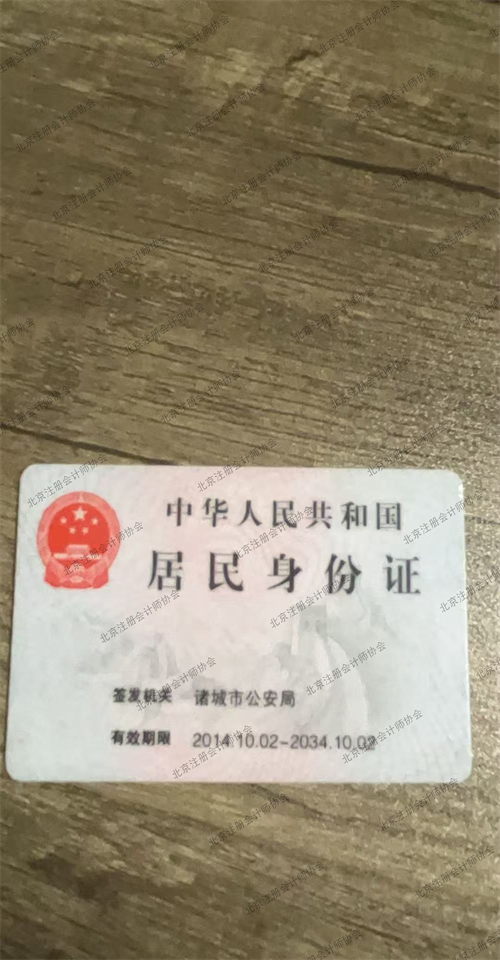 中华人民共和国
居民身份证
签发机关 诸城市公安局
有效期限 2014.10.02-2034.10.02
北京注册会计师协会